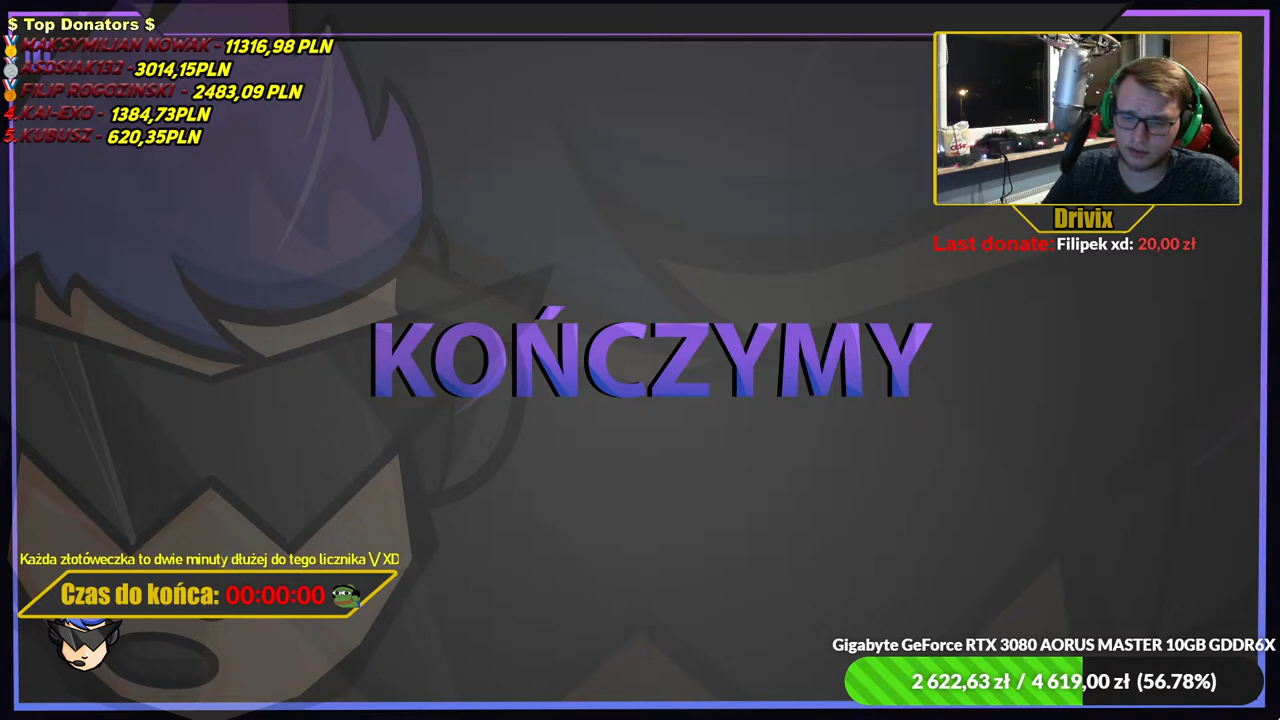 $ Top Donators $
MAKSYMILIAN NOWAK - 11316,98 PLN
ASDSIAK132 -3014,15PLN
FILIP ROGOZINSKI - 2483,09 PLN
4. KAI-EXO - 1384,73PLN
5. KUBUSZ - 620,35PLN
Drivix
Last donate: Filipek xd: 20,00 zł
KOŃCZYMY
Każda złotóweczka to dwie minuty dłużej do tego licznika \/ XD
Czas do końca: 00:00:00
Gigabyte GeForce RTX 3080 AORUS MASTER 10GB GDDR6X
2 622,63 zł / 4 619,00 zł (56.78%)